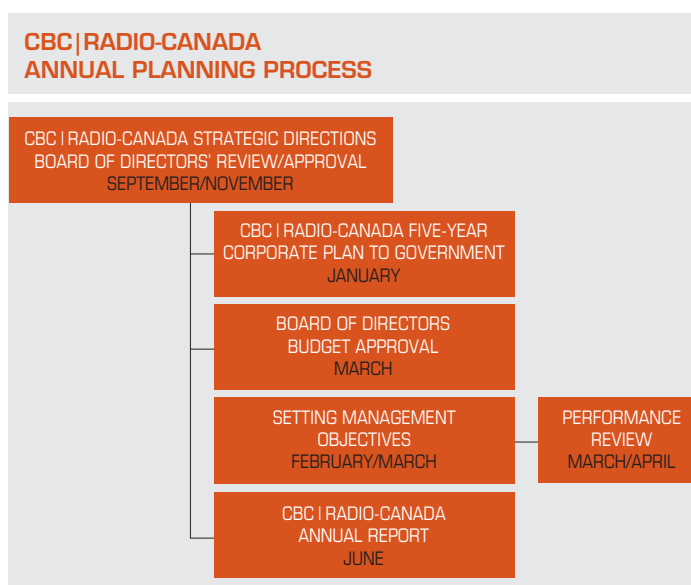 CBC|RADIO-CANADA
ANNUAL PLANNING PROCESS
CBC|RADIO-CANADA STRATEGIC DIRECTIONS
BOARD OF DIRECTORS' REVIEW/APPROVAL
SEPTEMBER/NOVEMBER
CBC|RADIO-CANADA FIVE-YEAR
CORPORATE PLAN TO GOVERNMENT
JANUARY
BOARD OF DIRECTORS
BUDGET APPROVAL
MARCH
SETTING MANAGEMENT
OBJECTIVES
FEBRUARY/MARCH
PERFORMANCE
REVIEW
MARCH/APRIL
CBC|RADIO-CANADA
ANNUAL REPORT
JUNE